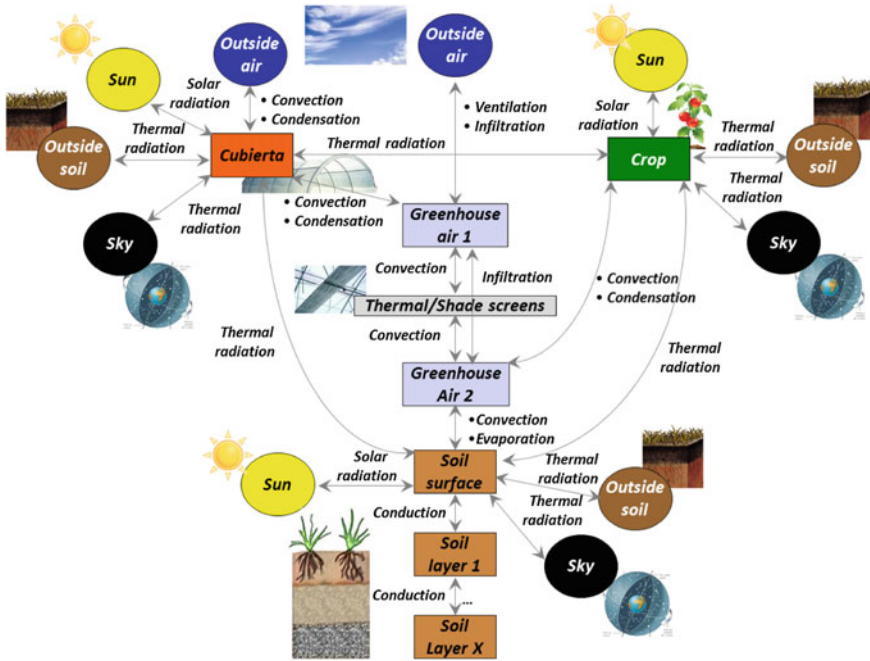 Outside
air
Outside
air
Sun
Sun
Solar
radiation
• Convection
• Condensation
• Ventilation
• Infiltration
Solar
radiation
Outside
soil
Thermal
radiation
Cubierta
Thermal radiation
Crop
Thermal
radiation
Outside
soil
Thermal
radiation
• Convection
• Condensation
Thermal
radiation
Sky
Greenhouse
air 1
Sky
Convection
Infiltration
• Convection
• Condensation
Thermal/Shade screens
Thermal
radiation
Convection
Thermal
radiation
Greenhouse
Air 2
• Convection
• Evaporation
Sun
Solar
radiation
Soil
surface
Thermal
radiation
Thermal
radiation
Outside
soil
Conduction
Soil
layer 1
Sky
Conduction
...
Soil
Layer X